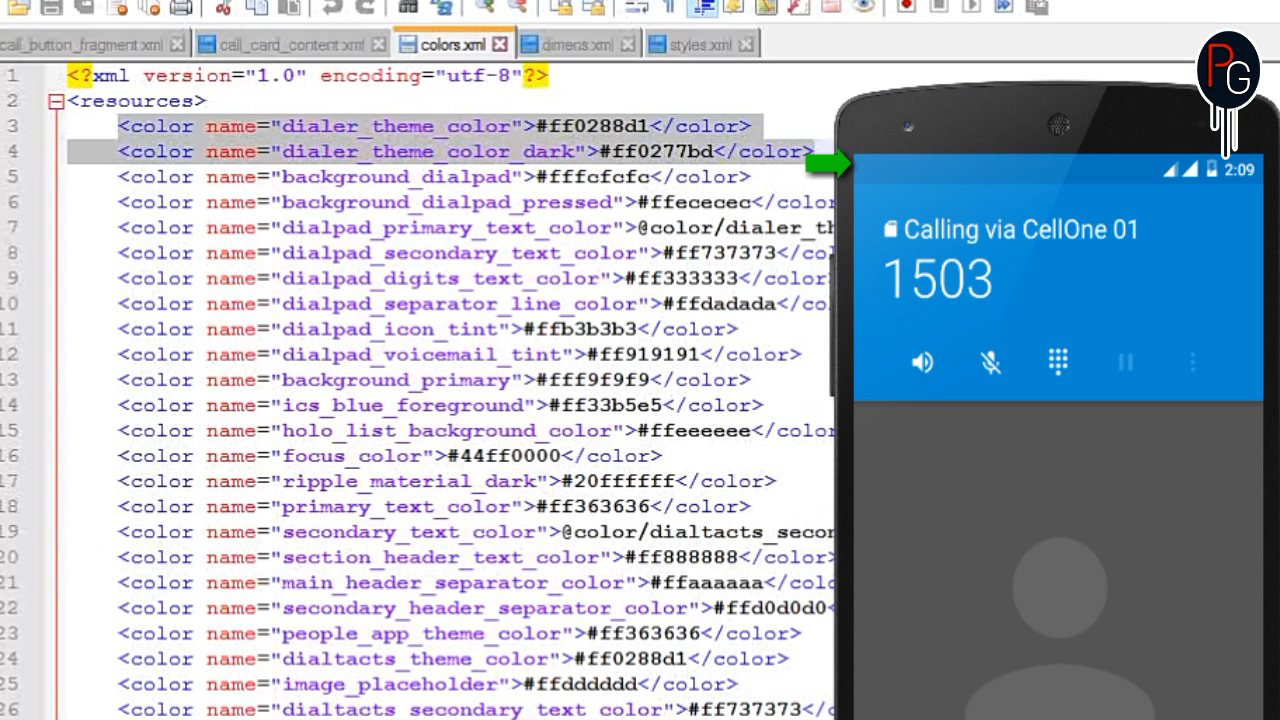 call_button_fragment.xml call_card_content.xml colors.xml dimens.xml styles.xml
1 <?xml version="1.0" encoding="utf-8"?>
2 <resources>
3 <color name="dialer_theme_color">#ff0288d1</color>
4 <color name="dialer_theme_color_dark">#ff0277bd</color>
5 <color name="background_dialpad">#fffcfcfc</color>
6 <color name="background_dialpad_pressed">#ffececec</color
7 <color name="dialpad_primary_text_color">@color/dialer_th
8 <color name="dialpad_secondary_text_color">#ff737373</co
9 <color name="dialpad_digits_text_color">#ff333333</color
10 <color name="dialpad_separator_line_color">#ffdadada</co
11 <color name="dialpad_icon_tint">#ffb3b3b3</color>
12 <color name="dialpad_voicemail_tint">#ff919191</color>
13 <color name="background_primary">#fff9f9f9</color>
14 <color name="ics_blue_foreground">#ff33b5e5</color>
15 <color name="holo_list_background_color">#ffeeeeee</color
16 <color name="focus_color">#44ff0000</color>
17 <color name="ripple_material_dark">#20ffffff</color>
18 <color name="primary_text_color">#ff363636</color>
19 <color name="secondary_text_color">@color/dialtacts_secon
20 <color name="section_header_text_color">#ff888888</color>
21 <color name="main_header_separator_color">#ffaaaaaa</colo
22 <color name="secondary_header_separator_color">#ffd0d0d0<
23 <color name="people_app_theme_color">#ff363636</color>
24 <color name="dialtacts_theme_color">#ff0288d1</color>
25 <color name="image_placeholder">#ffdddddd</color>
26 <color name="dialtacts_secondary_text_color">#ff737373</c
PG
2:09
Calling via CellOne 01
1503